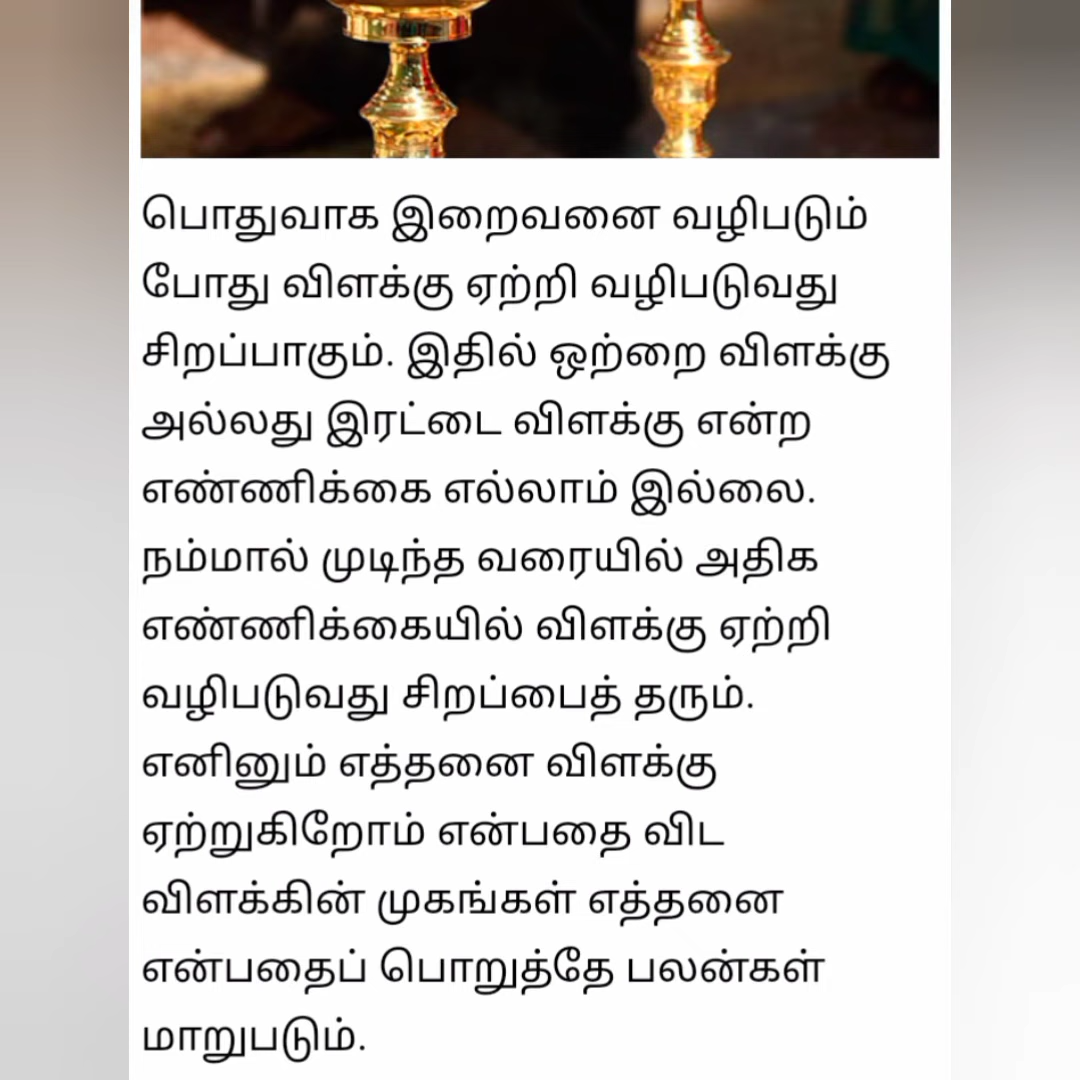 பொதுவாக இறைவனை வழிபடும்
போது விளக்கு ஏற்றி வழிபடுவது
சிறப்பாகும். இதில் ஒற்றை விளக்கு
அல்லது இரட்டை விளக்கு என்ற
எண்ணிக்கை எல்லாம் இல்லை.
நம்மால் முடிந்த வரையில் அதிக
எண்ணிக்கையில் விளக்கு ஏற்றி
வழிபடுவது சிறப்பைத் தரும்.
எனினும் எத்தனை விளக்கு
ஏற்றுகிறோம் என்பதை விட
விளக்கின் முகங்கள் எத்தனை
என்பதைப் பொறுத்தே பலன்கள்
மாறுபடும்.